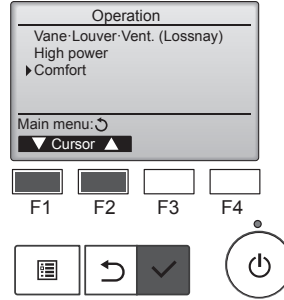 Operation
Vane·Louver·Vent. (Lossnay)
High power
Comfort
Main menu:
Cursor
F1 F2 F3 F4